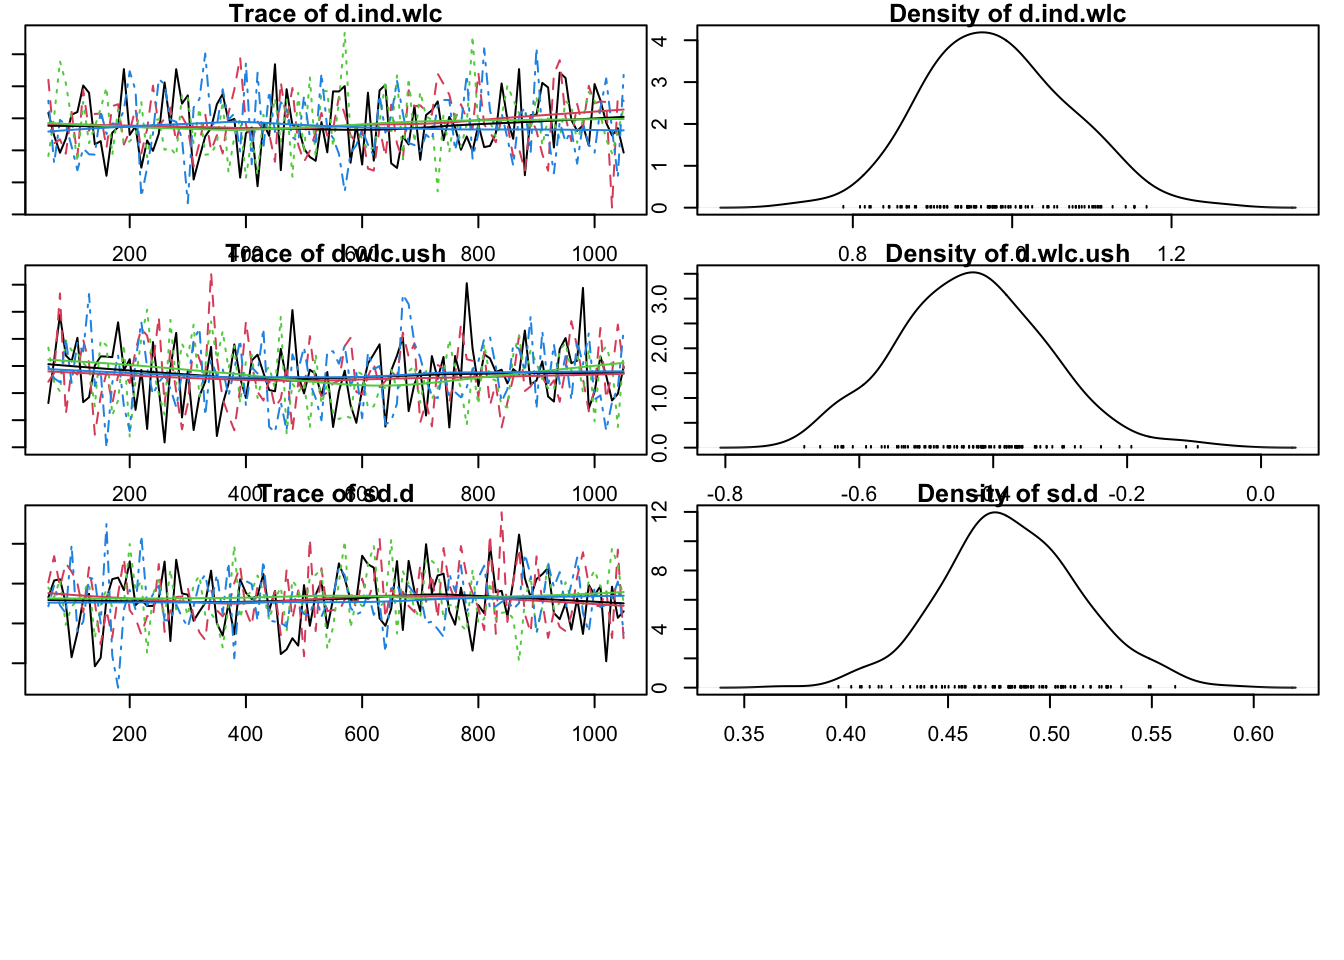 Trace of d.ind.wlc
Density of d.ind.wlc
0 1 2 3 4
200 400 600 800 1000
0.8 1.0 1.2
Trace of d.wlc.ush
Density of d.wlc.ush
0.0 1.0 2.0 3.0
200 400 600 800 1000
-0.8 -0.6 -0.4 -0.2 0.0
Trace of sd.d
Density of sd.d
0 4 8 12
200 400 600 800 1000
0.35 0.40 0.45 0.50 0.55 0.60